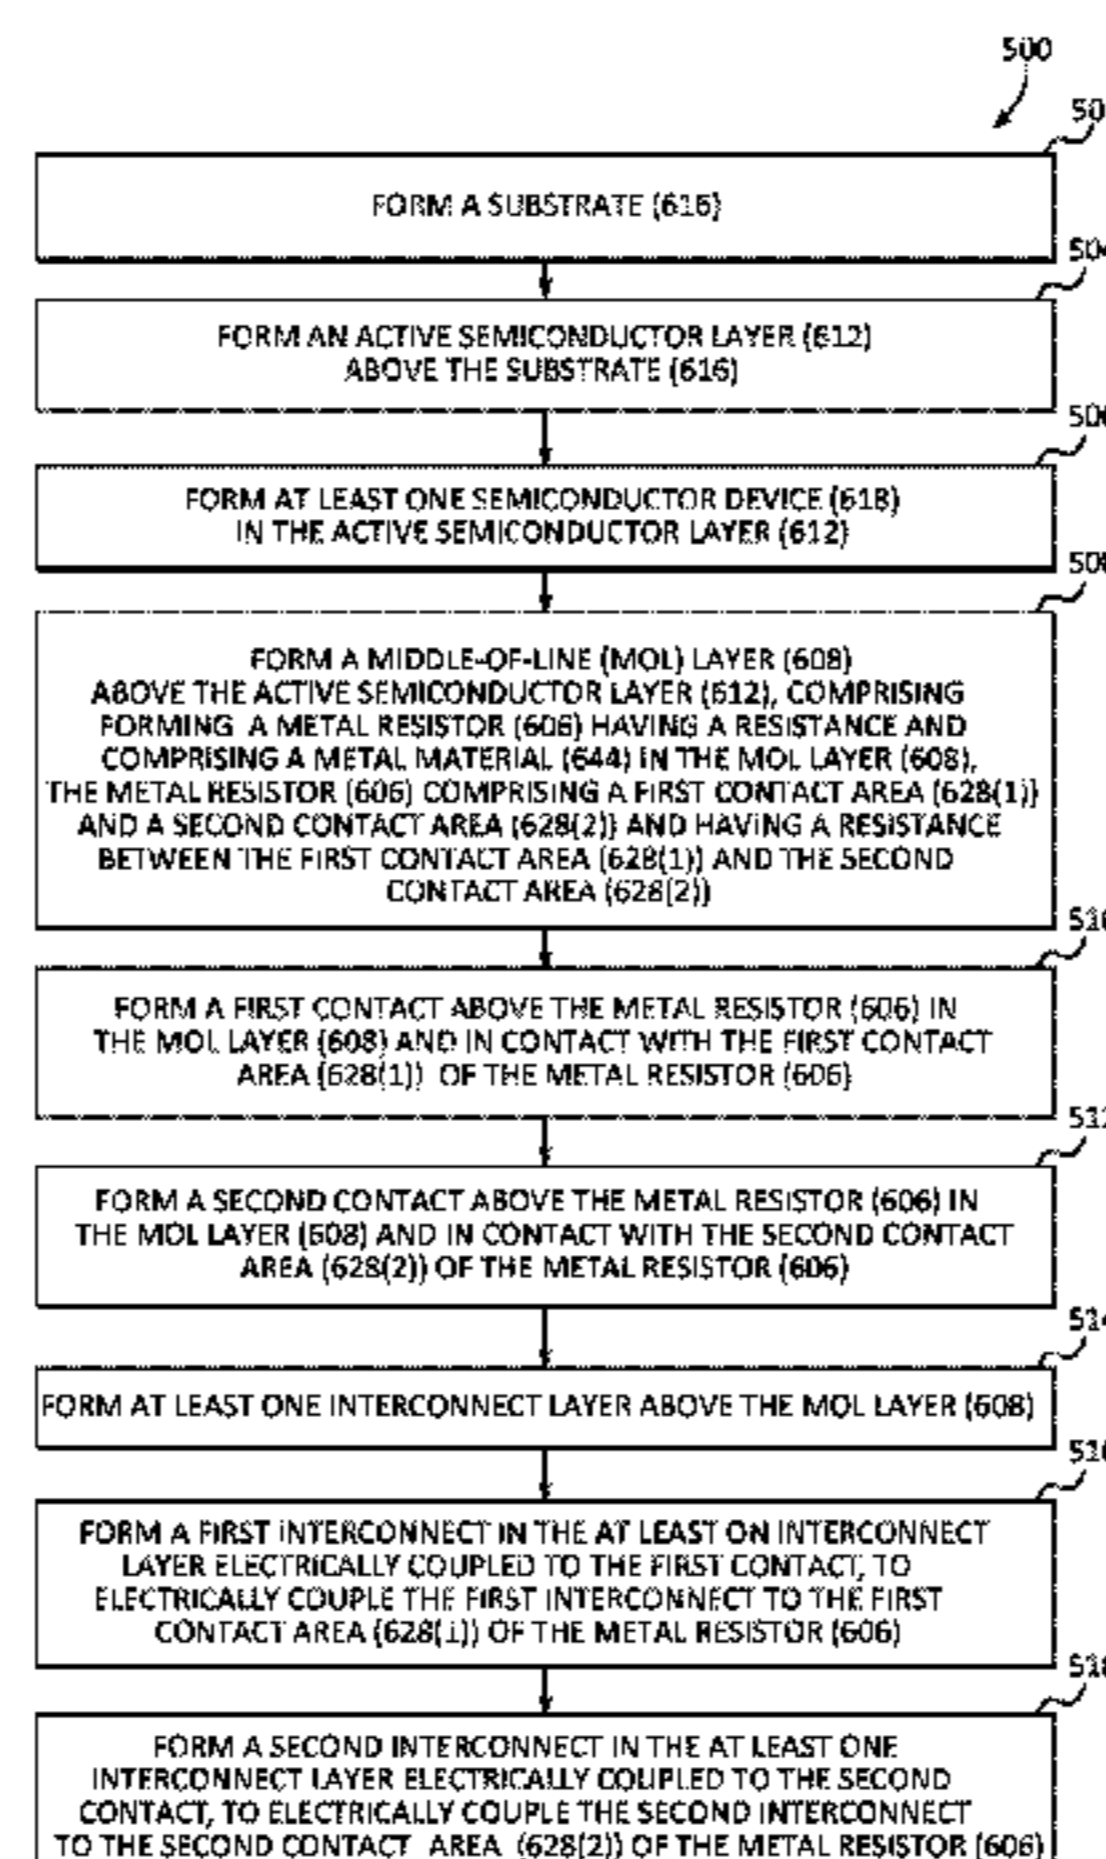 500
50
FORM A SUBSTRATE (616)
504
FORM AN ACTIVE SEMICONDUCTOR LAYER (612)
ABOVE THE SUBSTRATE (616)
506
FORM AT LEAST ONE SEMICONDUCTOR DEVICE (618)
IN THE ACTIVE SEMICONDUCTOR LAYER (612)
508
FORM A MIDDLE-OF-LINE (MOL) LAYER (608)
ABOVE THE ACTIVE SEMICONDUCTOR LAYER (612), COMPRISING
FORMING A METAL RESISTOR (606) HAVING A RESISTANCE AND
COMPRISING A METAL MATERIAL (644) IN THE MOL LAYER (608),
THE METAL RESISTOR (606) COMPRISING A FIRST CONTACT AREA (628(1))
AND A SECOND CONTACT AREA (628(2)) AND HAVING A RESISTANCE
BETWEEN THE FIRST CONTACT AREA (628(1)) AND THE SECOND
CONTACT AREA (628(2))
510
FORM A FIRST CONTACT ABOVE THE METAL RESISTOR (606) IN
THE MOL LAYER (608) AND IN CONTACT WITH THE FIRST CONTACT
AREA (628(1)) OF THE METAL RESISTOR (606)
512
FORM A SECOND CONTACT ABOVE THE METAL RESISTOR (606) IN
THE MOL LAYER (608) AND IN CONTACT WITH THE SECOND CONTACT
AREA (628(2)) OF THE METAL RESISTOR (606)
514
FORM AT LEAST ONE INTERCONNECT LAYER ABOVE THE MOL LAYER (608)
516
FORM A FIRST INTERCONNECT IN THE AT LEAST ON INTERCONNECT
LAYER ELECTRICALLY COUPLED TO THE FIRST CONTACT, TO
ELECTRICALLY COUPLE THE FIRST INTERCONNECT TO THE FIRST
CONTACT AREA (628(1)) OF THE METAL RESISTOR (606)
518
FORM A SECOND INTERCONNECT IN THE AT LEAST ONE
INTERCONNECT LAYER ELECTRICALLY COUPLED TO THE SECOND
CONTACT, TO ELECTRICALLY COUPLE THE SECOND INTERCONNECT
TO THE SECOND CONTACT AREA (628(2)) OF THE METAL RESISTOR (606)